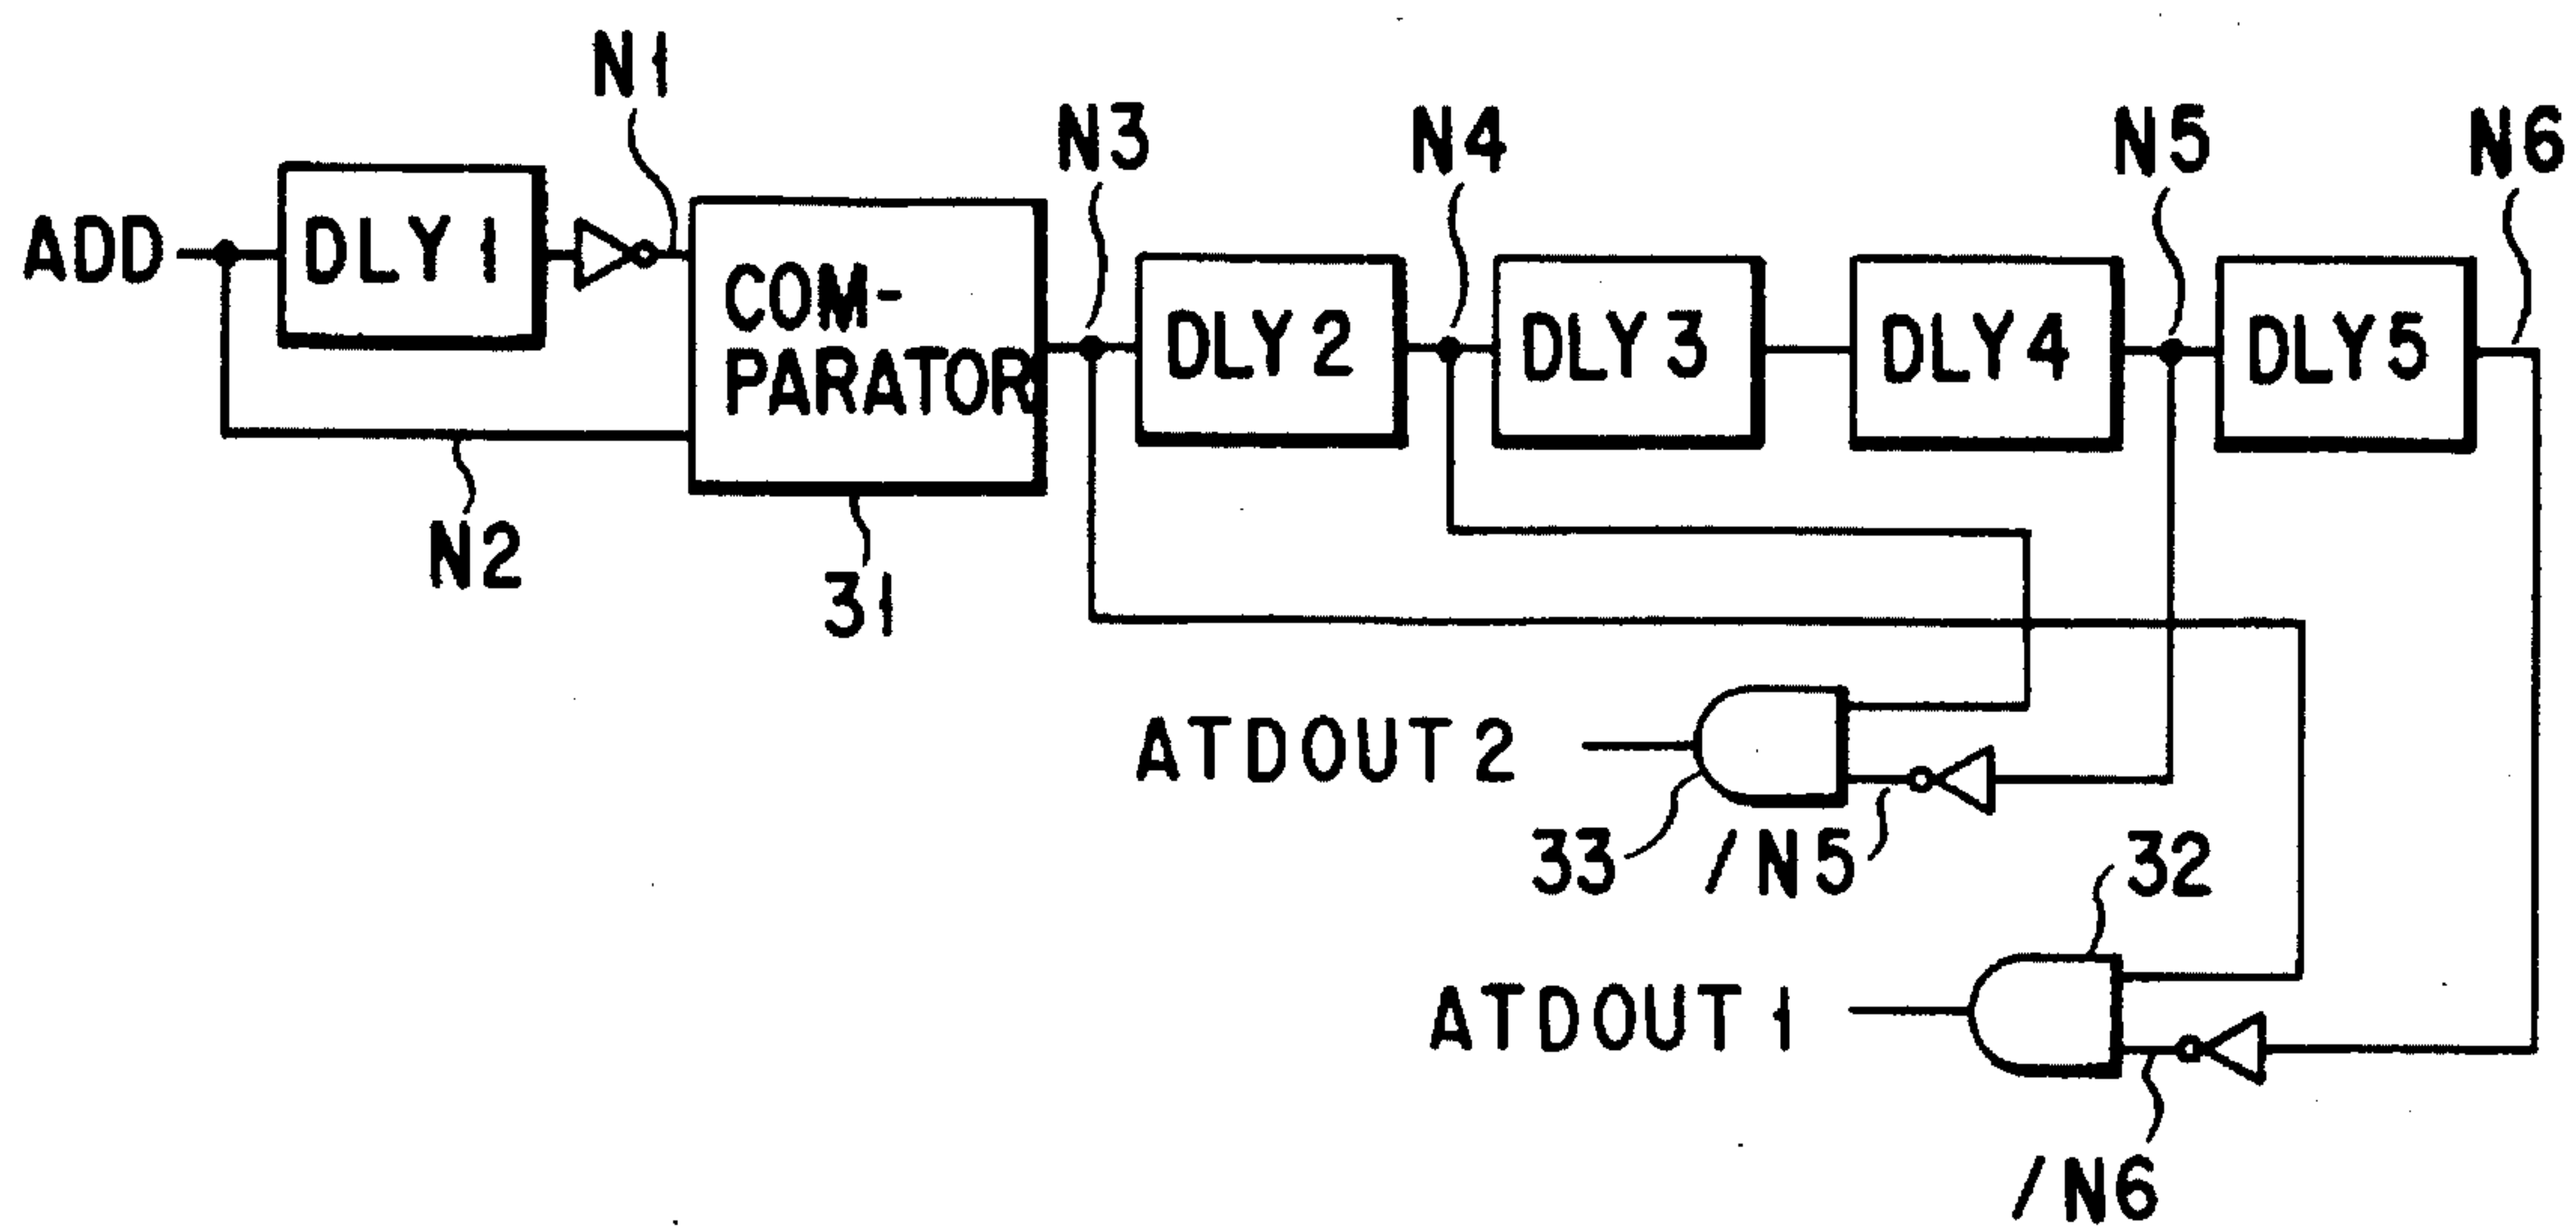 N1
N3
N4
N5
N6
ADD
DLY1
COM-
PARATOR
DLY2
DLY3
DLY4
DLY5
N2
31
ATDOUT2
33
/N5
32
ATDOUT1
/N6